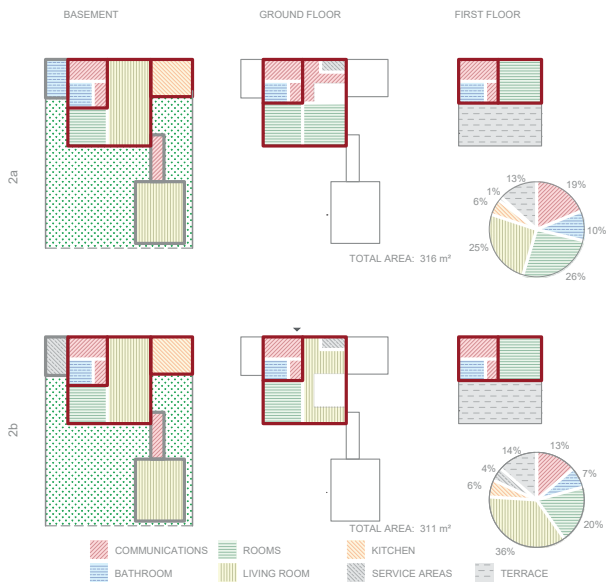 BASEMENT GROUND FLOOR FIRST FLOOR
2a
13%
19%
1%
6%
10%
25%
26%
TOTAL AREA: 316 m²
2b
14%
13%
4%
7%
6%
20%
36%
TOTAL AREA: 311 m²
COMMUNICATIONS ROOMS KITCHEN
BATHROOM LIVING ROOM SERVICE AREAS TERRACE